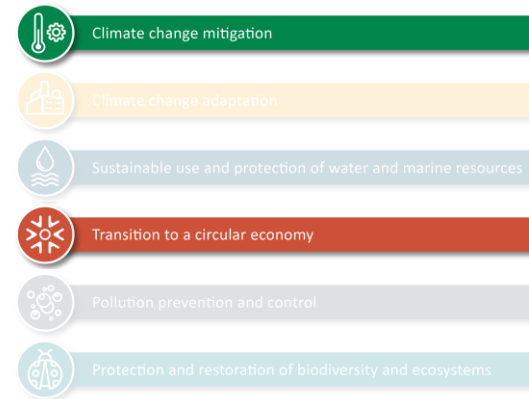 Climate change mitigation
Climate change adaptation
Sustainable use and protection of water and marine resources
Transition to a circular economy
Pollution prevention and control
Protection and restoration of biodiversity and ecosystems